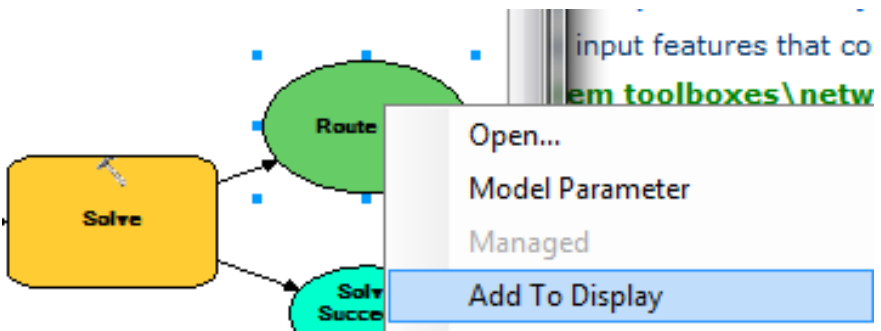 input features that co
em toolboxes\netw
Route
Open...
Model Parameter
Solve
Managed
Add To Display
Solv
Succe